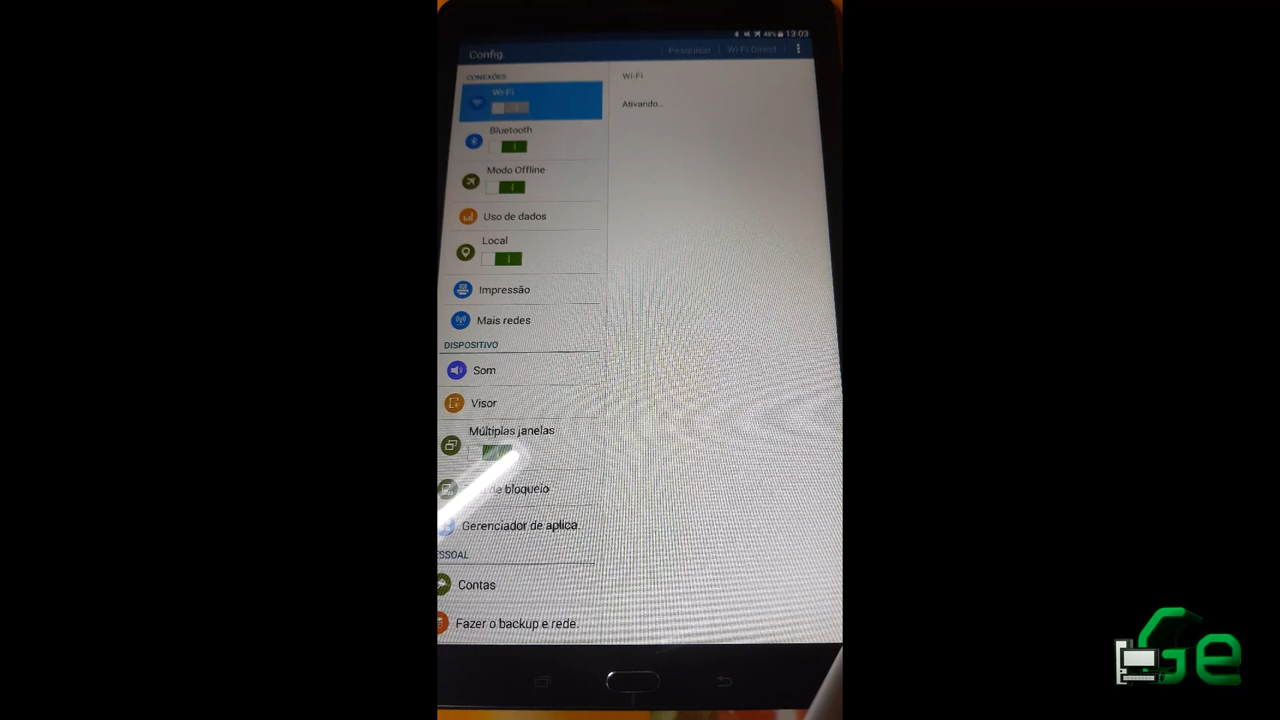 48% 13:03
Config.
Pesquisar
Wi-Fi Direct
CONEXÕES
Wi-Fi
Bluetooth
Modo Offline
Uso de dados
Local
Impressão
Mais redes
DISPOSITIVO
Som
Visor
Múltiplas janelas
de bloqueio
Gerenciador de aplica.
ESSOAL
Contas
Fazer o backup e rede.
Wi-Fi
Ativando...
Ge